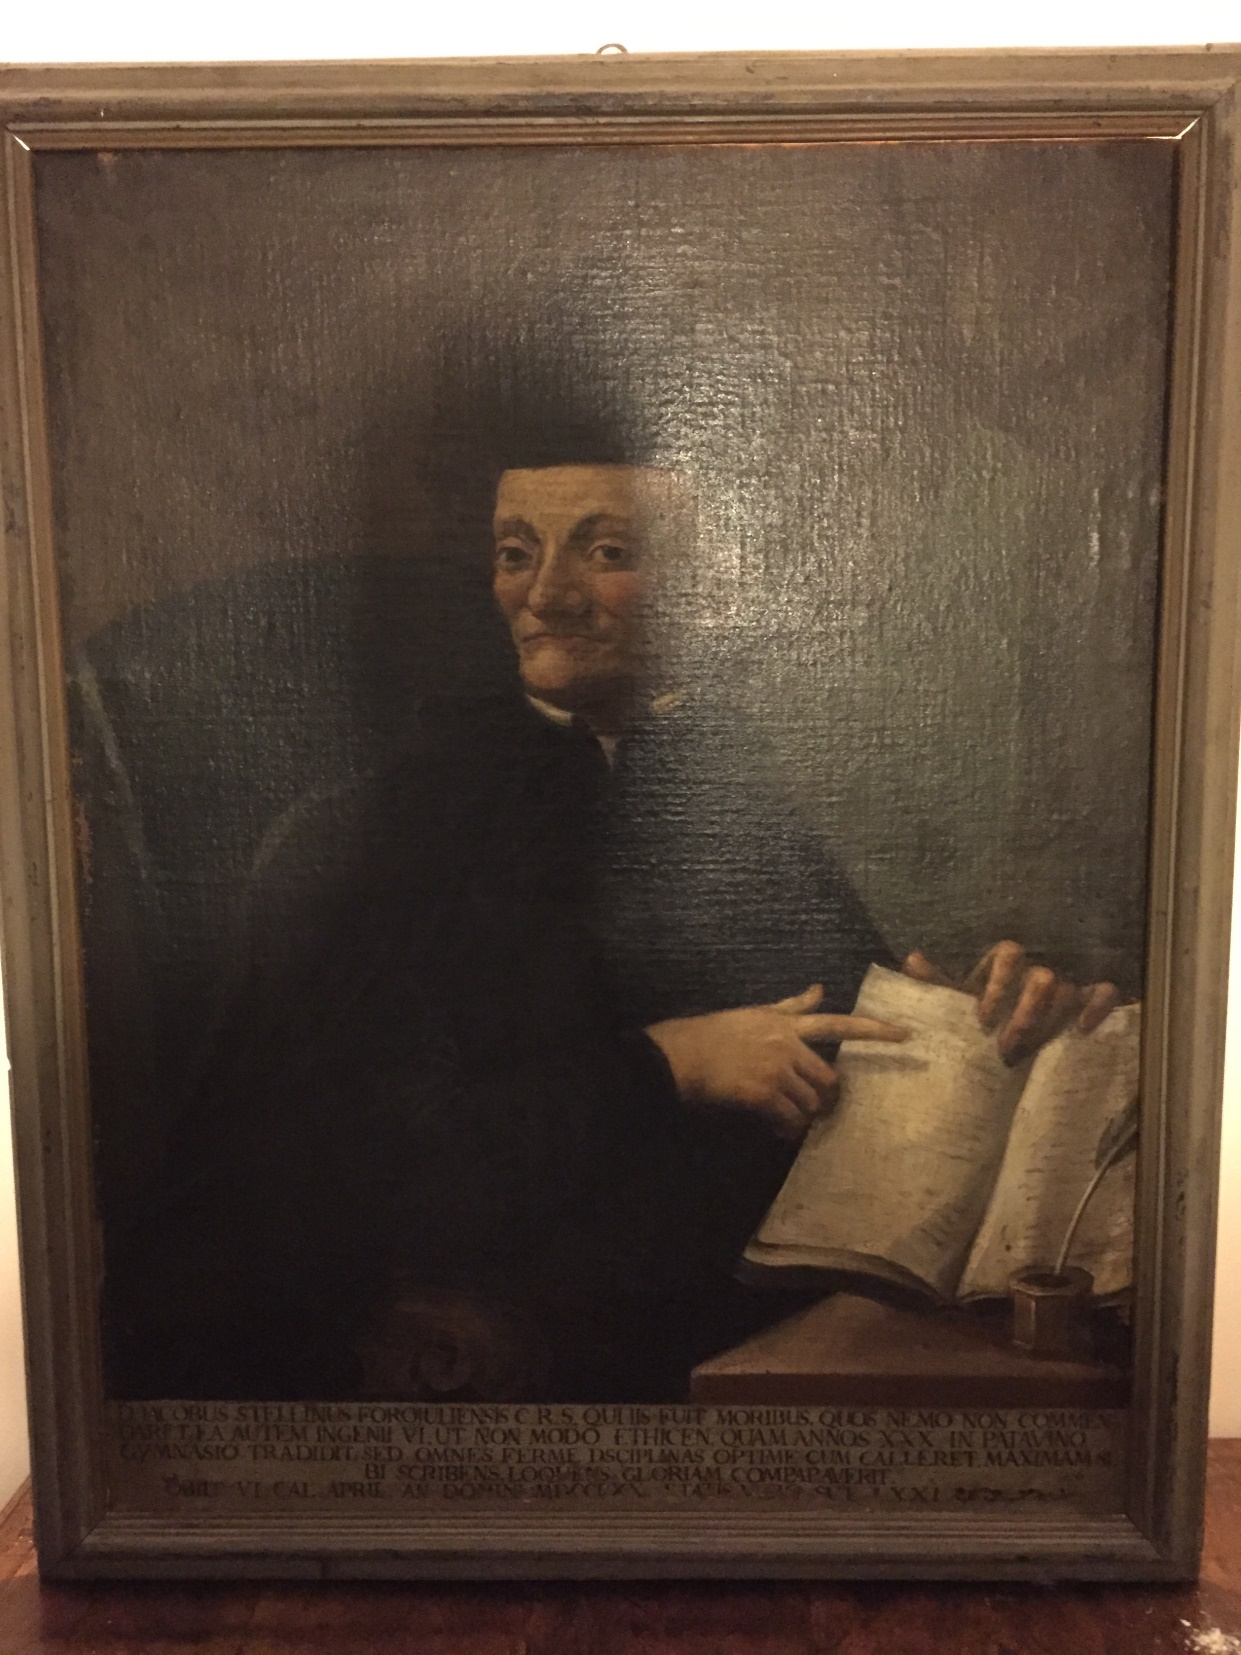 JACOBUS STELLINUS FOROIULIENSIS C. R. S. QUI IIS FUIT MORIBUS, QUOS NEMO NON COMMEN
DARET, EA AUTEM INGENII VI, UT NON MODO ETHICEN, QUAM ANNOS XXX IN PATAVINO
GYMNASIO TRADIDIT, SED OMNES FERME DSCIPLINAS OPTIME CUM CALLERET MAXIMAM SI
BI SCRIBENS, LOQUENS, GLORIAM COMPARAVERIT.
OBIIT VI CAL. APRIL AN DOMINI